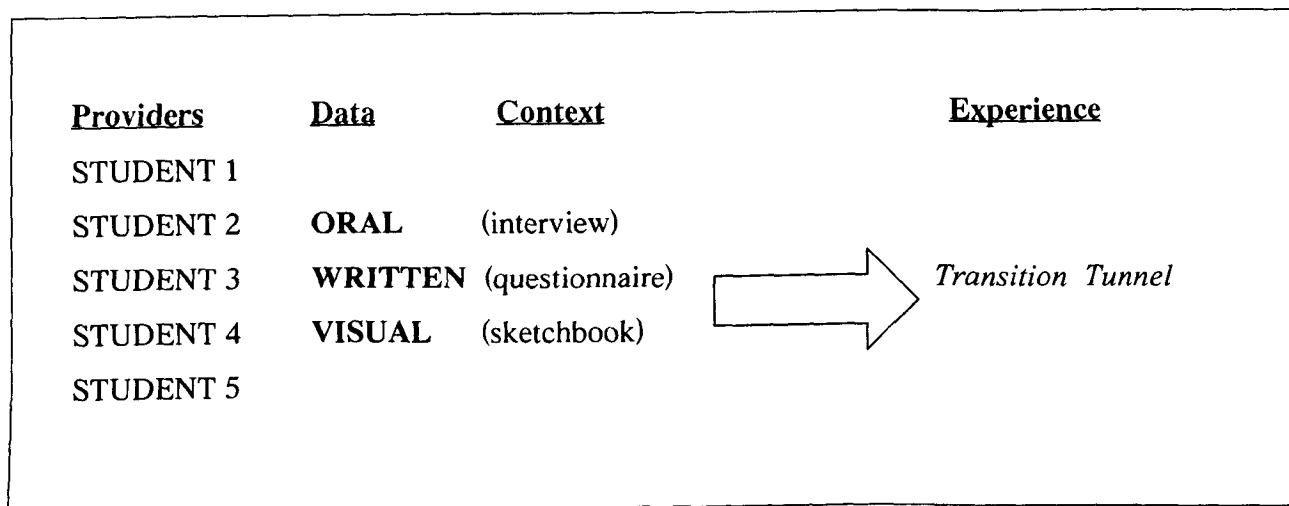 Providers Data Context Experience
STUDENT 1
STUDENT 2 ORAL (interview)
STUDENT 3 WRITTEN (questionnaire) Transition Tunnel
STUDENT 4 VISUAL (sketchbook)
STUDENT 5